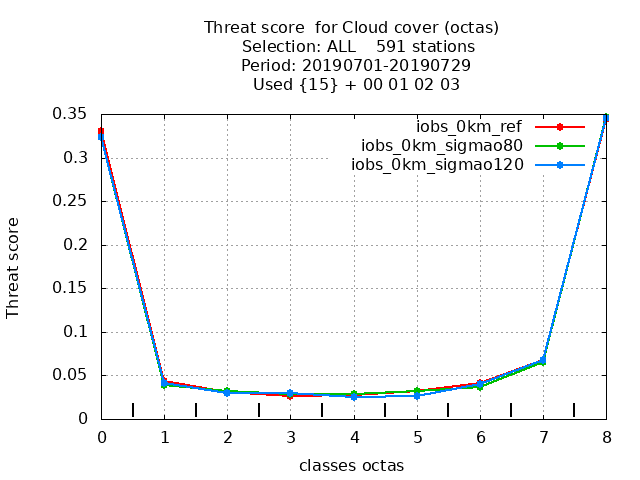 Threat score  for Cloud cover (octas)
Selection: ALL    591 stations
Period: 20190701-20190729
Used {15} + 00 01 02 03
iobs_0km_ref
iobs_0km_sigmao80
iobs_0km_sigmao120
0.35
0.3
0.25
0.2
0.15
0.1
0.05
0
Threat score
0 1 2 3 4 5 6 7 8
classes octas